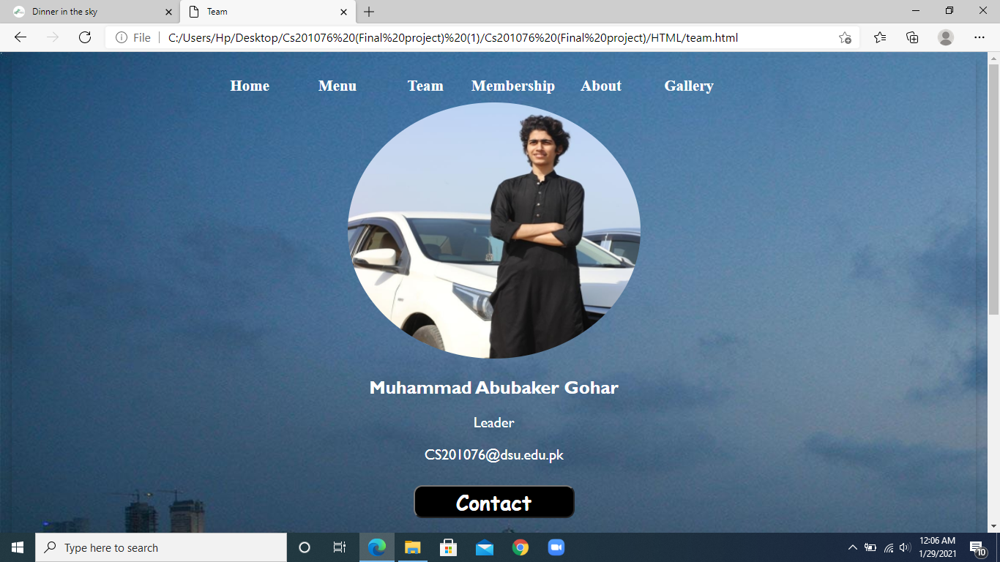 Dinner in the sky
Team
File
C:/Users/Hp/Desktop/Cs201076%20(Final%20project)%20(1)/Cs201076%20(Final%20project)/HTML/team.html
Home Menu Team Membership About Gallery
Muhammad Abubaker Gohar
Leader
CS201076@dsu.edu.pk
Contact
Type here to search
12:06 AM
1/29/2021
10